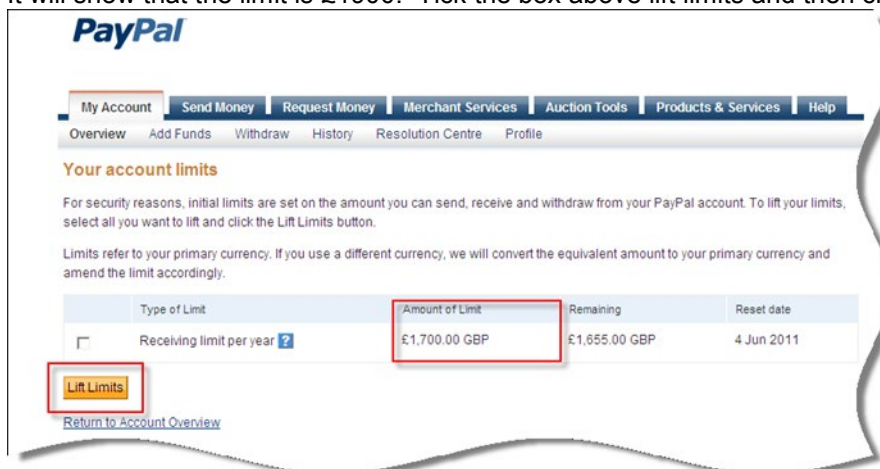 It will show that the limit is £1900. Tick the box above lift limits and then
PayPal
My Account Send Money Request Money Merchant Services Auction Tools Products & Services Help
Overview Add Funds Withdraw History Resolution Centre Profile
Your account limits
For security reasons, initial limits are set on the amount you can send, receive and withdraw from your PayPal account. To lift your limits,
select all you want to lift and click the Lift Limits button.
Limits refer to your primary currency. If you use a different currency, we will convert the equivalent amount to your primary currency and
amend the limit accordingly.
Type of Limit Amount of Limit Remaining Reset date
Receiving limit per year ? £1,700.00 GBP £1,655.00 GBP 4 Jun 2011
Lift Limits
Return to Account Overview